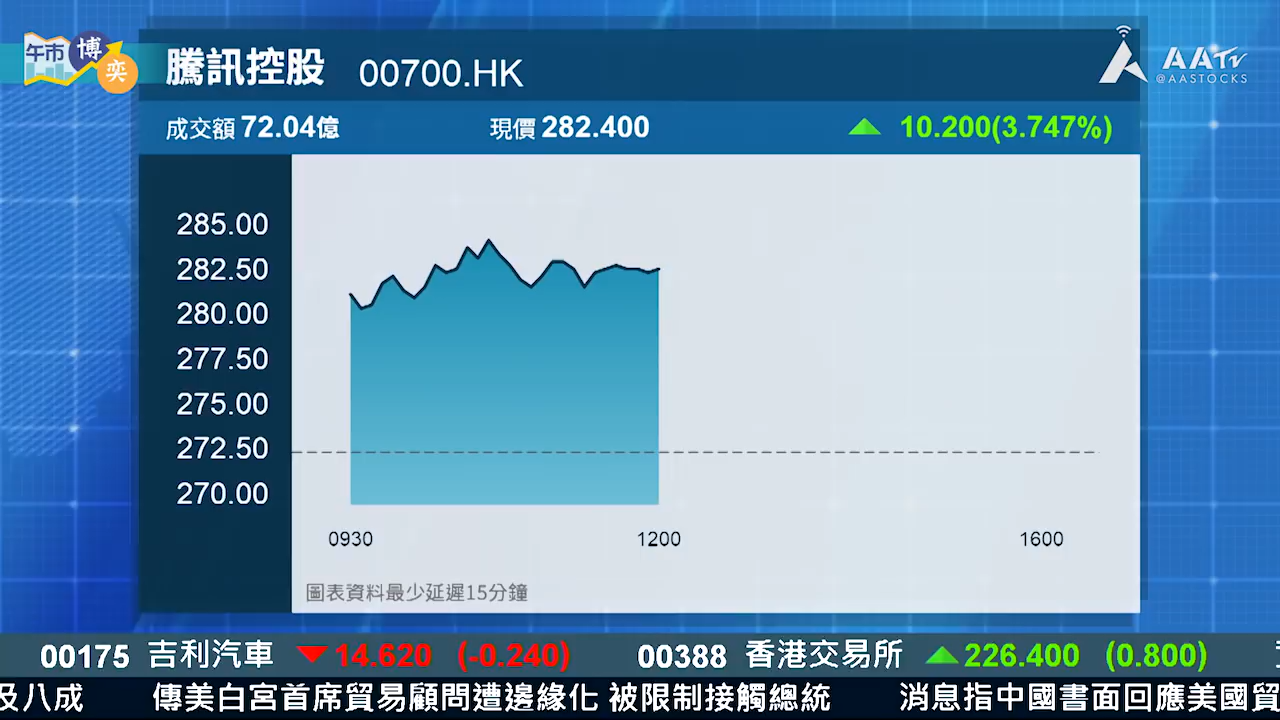 午市博奕
騰訊控股 00700.HK
AATV
@AASTOCKS
成交額 72.04億 現價 282.400 10.200(3.747%)
285.00
282.50
280.00
277.50
275.00
272.50
270.00
0930 1200 1600
圖表資料最少延遲15分鐘
00175 吉利汽車 14.620 (-0.240) 00388 香港交易所 226.400 (0.800)
及八成 傳美白宮首席貿易顧問遭邊緣化 被限制接觸總統 消息指中國書面回應美國貿